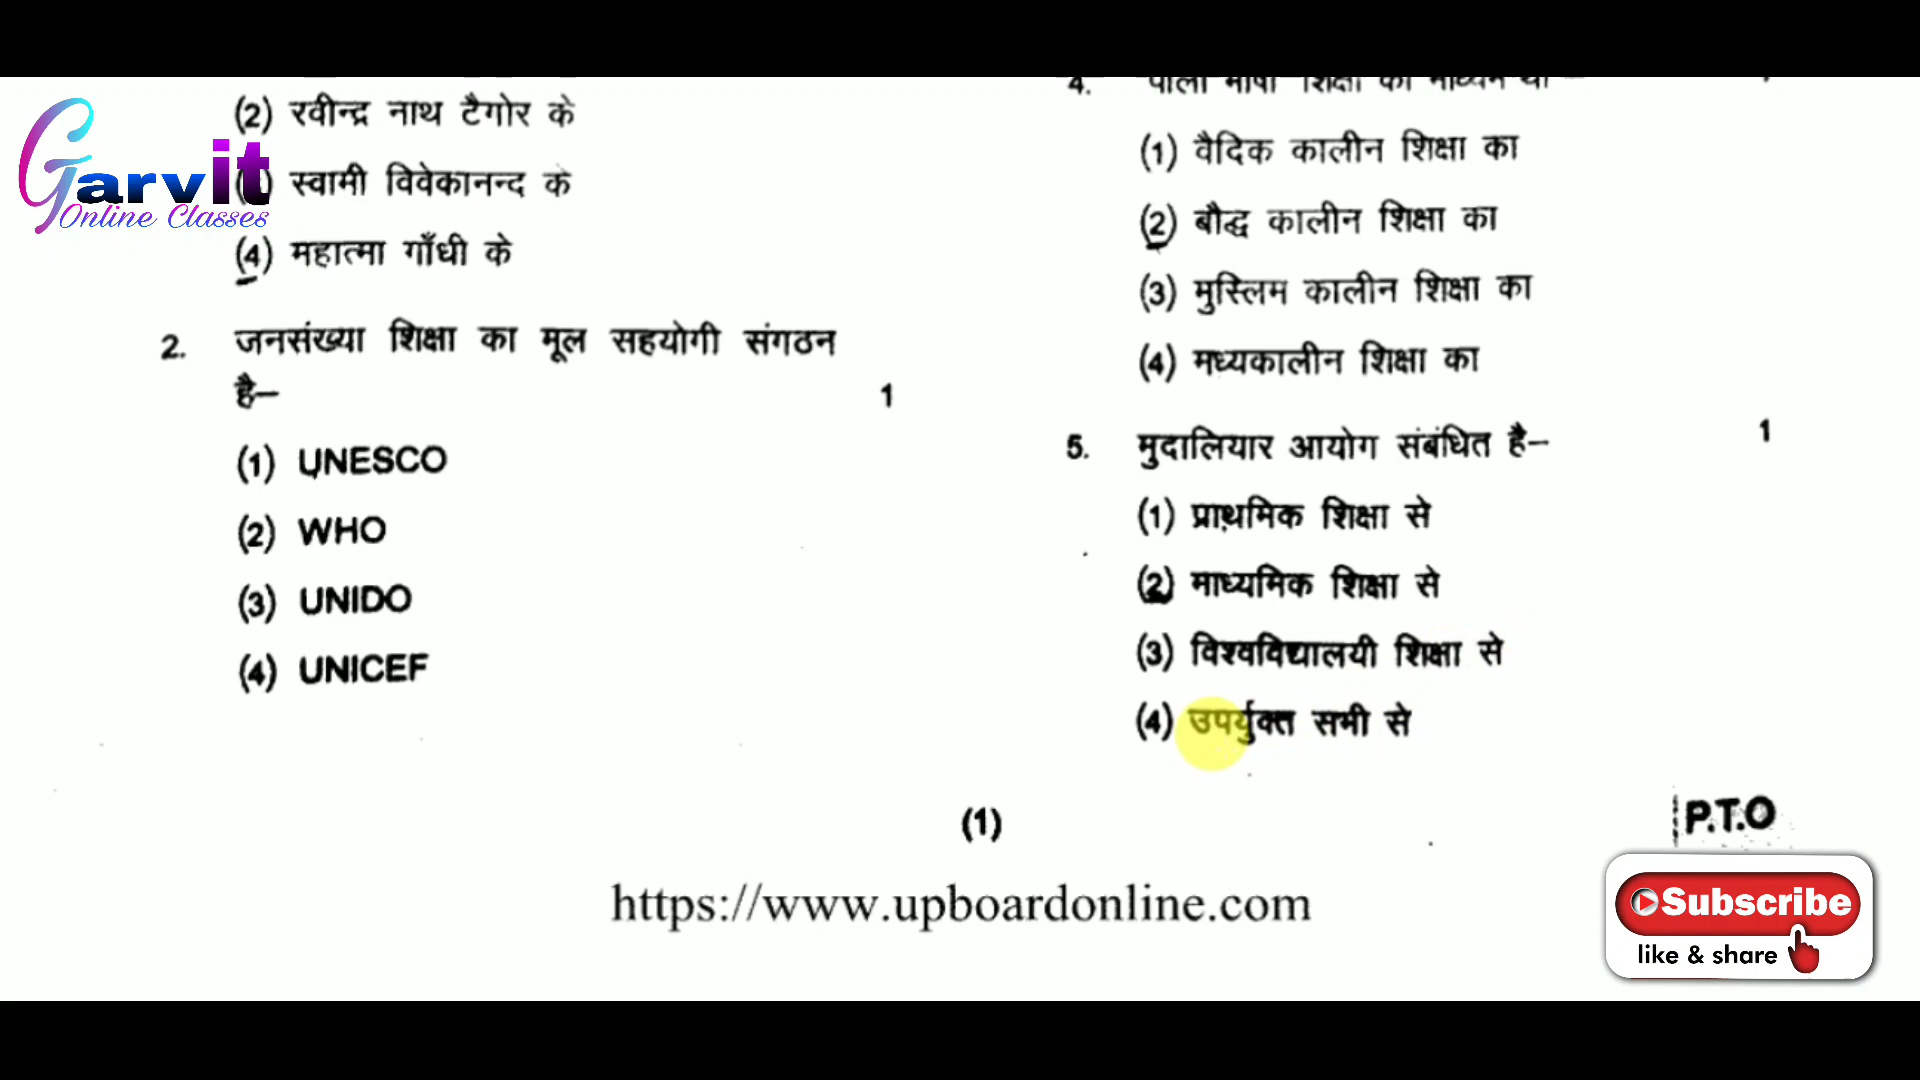 Garvit
Online Classes
(2) रवीन्द्र नाथ टैगोर के
) स्वामी विवेकानन्द के
(4) महात्मा गाँधी के
2. जनसंख्या शिक्षा का मूल सहयोगी संगठन
है– 1
(1) UNESCO
(2) WHO
(3) UNIDO
(4) UNICEF
4. पाली भाषा शिक्षा का माध्यम था –
(1) वैदिक कालीन शिक्षा का
(2) बौद्ध कालीन शिक्षा का
(3) मुस्लिम कालीन शिक्षा का
(4) मध्यकालीन शिक्षा का
5. मुदालियार आयोग संबंधित है– 1
(1) प्राथमिक शिक्षा से
(2) माध्यमिक शिक्षा से
(3) विश्वविद्यालयी शिक्षा से
(4) उपर्युक्त सभी से
(1)
P.T.O
https://www.upboardonline.com
Subscribe
like & share